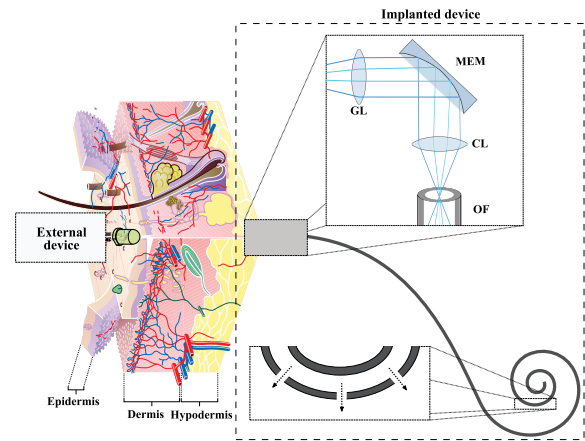 Implanted device
MEM
GL
CL
OF
External
device
Epidermis
Dermis
Hypodermis